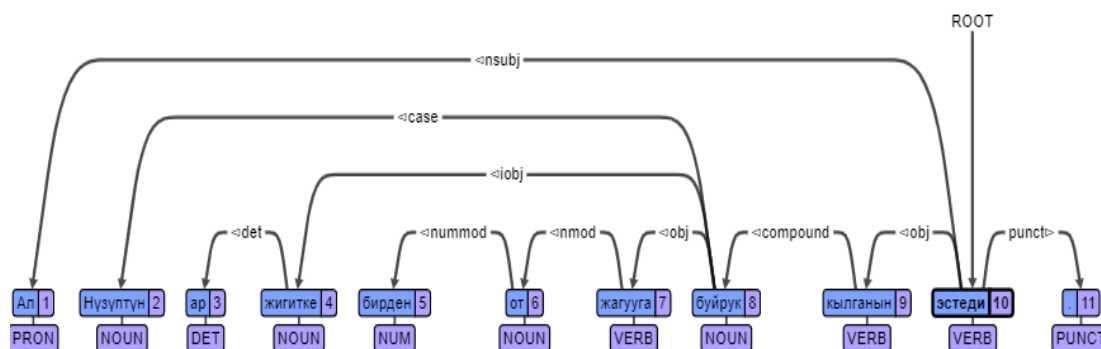 ROOT
◅nsubj
◅case
◅iobj
◅det ◅nummod ◅nmod ◅obj ◅compound ◅obj punct▻
Ал 1 Нүзүптүн 2 ар 3 жигитке 4 бирден 5 от 6 жагууга 7 буйрук 8 кылганын 9 эстеди 10 . 11
PRON NOUN DET NOUN NUM NOUN VERB NOUN VERB VERB PUNCT